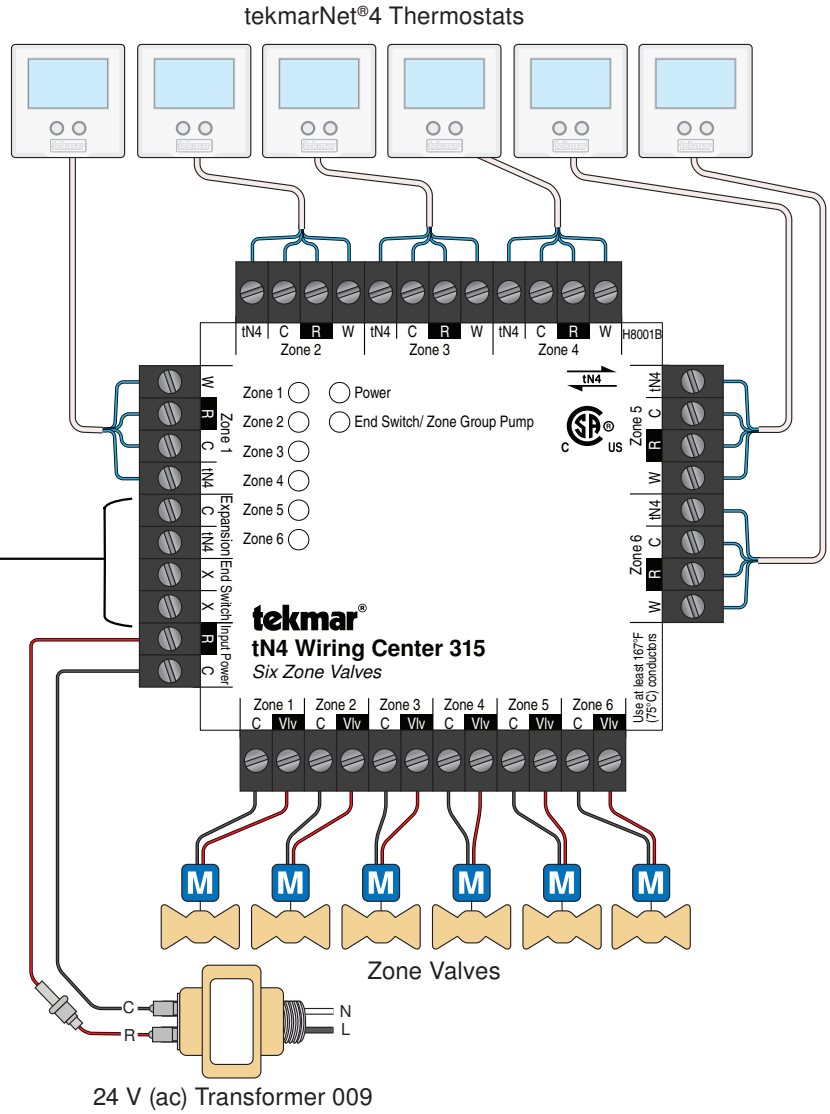 tekmarNet®4 Thermostats
tekmar tekmar tekmar tekmar tekmar tekmar
tN4 C R W tN4 C R W tN4 C R W H8001B
Zone 2 Zone 3 Zone 4
W R C tN4
Zone 1
C tN4 X X R C
Expansion End Switch Input Power
Zone 1 Power
Zone 2 End Switch/ Zone Group Pump
Zone 3
Zone 4
Zone 5
Zone 6
tN4
CSA®
C US
tN4 C R W
Zone 5
tN4 C R W
Zone 6
tekmar®
tN4 Wiring Center 315
Six Zone Valves
Use at least 167°F
(75°C) conductors
Zone 1 Zone 2 Zone 3 Zone 4 Zone 5 Zone 6
C Vlv C Vlv C Vlv C Vlv C Vlv C Vlv
M M M M M M
Zone Valves
C N
R L
24 V (ac) Transformer 009